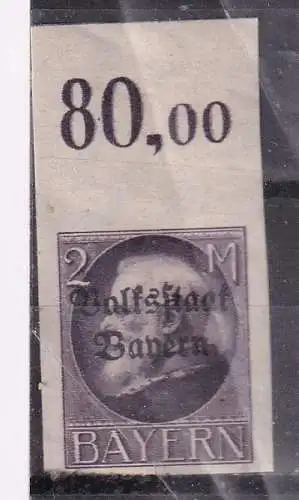 80,00
2 M
Volksstaat
Bayern
BAYERN